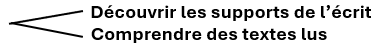 Découvrir les supports de l’écrit
Comprendre des textes lus